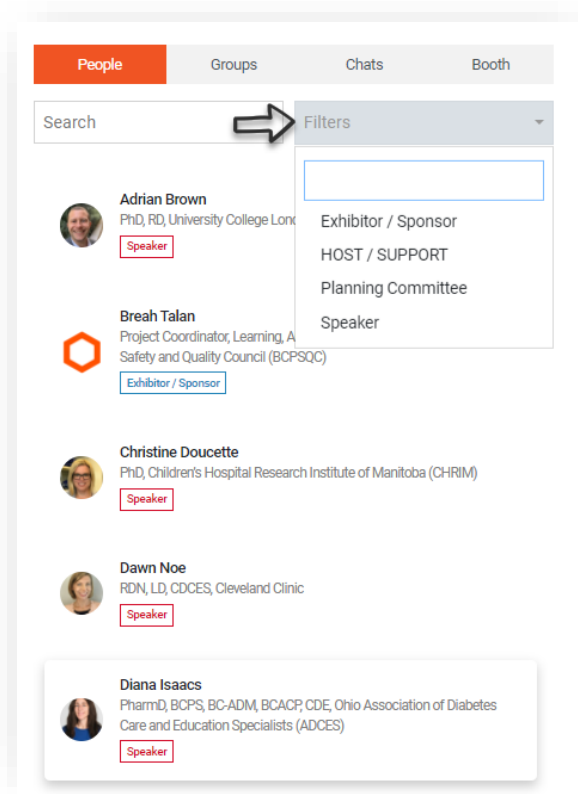 People
Groups
Chats
Booth
Search
Filters
Exhibitor / Sponsor
HOST / SUPPORT
Planning Committee
Speaker
Adrian Brown
PhD, RD, University College
Speaker
Breah Talan
Project Coordinator, Learning,
Safety and Quality Council (BCPSQC)
Exhibitor / Sponsor
Christine Doucette
PhD, Children's Hospital Research Institute of Manitoba (CHRIM)
Speaker
Dawn Noe
RDN, LD, CDCES, Cleveland Clinic
Speaker
Diana Isaacs
PharmD, BCPS, BC-ADM, BCACP, CDE, Ohio Association of Diabetes
Care and Education Specialists (ADCES)
Speaker